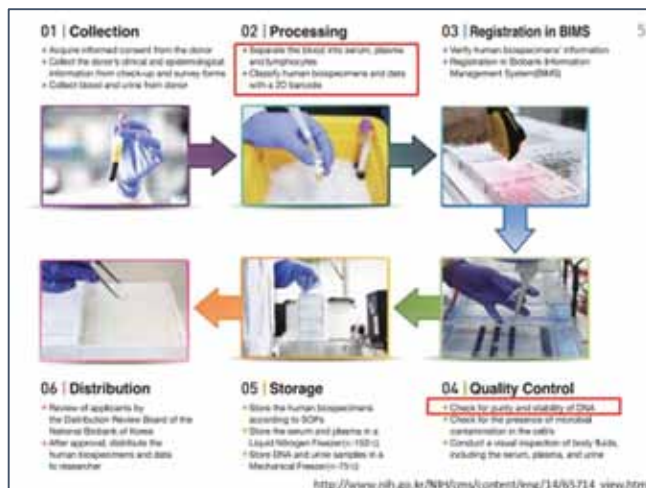 01 | Collection
+ Acquire informed consent from the donor
+ Collect the donor's clinical and epidemiological
information from check-up and survey forms
+ Collect blood and urine from donor
02 | Processing
+ Separate the blood into serum, plasma
and lymphocytes
+ Classify human biospecimens and data
with a 2D barcode
03 | Registration in BIMS
+ Verify human biospecimens' information
+ Registration in Biobank Information
Management System(BIMS)
5
06 | Distribution
+ Review of applicants by
the Distribution Review Board of the
National Biobank of Korea
+ After approval, distribute the
human biospecimens and data
to researcher
05 | Storage
+ Store the human biospecimens
according to SOPs
+ Store the serum and plasma in a
Liquid Nitrogen Freezer
+ Store DNA and urine samples in a
Mechanical Freezer
04 | Quality Control
+ Check for purity and stability of DNA
+ Check for the presence of microbial
contamination in the cells
+ Conduct a visual inspection of body fluids,
including the serum, plasma, and urine
http://www.nih.go.kr/NIH/cms/content/eng/14/65714_view.html